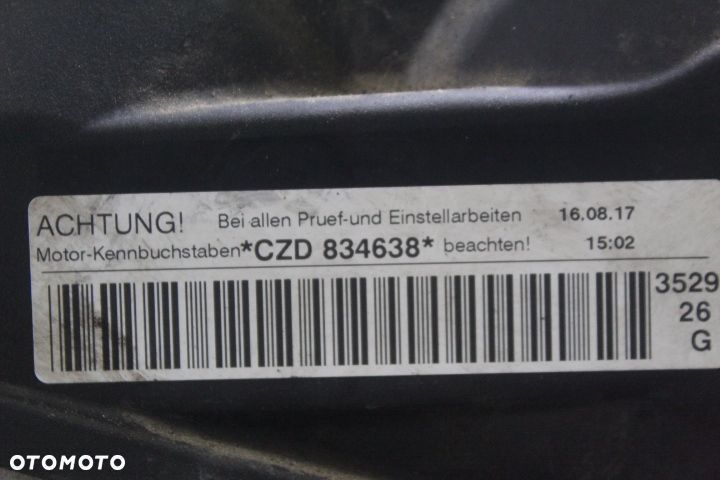 ACHTUNG! Bei allen Pruef-und Einstellarbeiten 16.08.17
Motor-Kennbuchstaben *CZD 834638* beachten! 15:02
3529
26
G
OTOMOTO